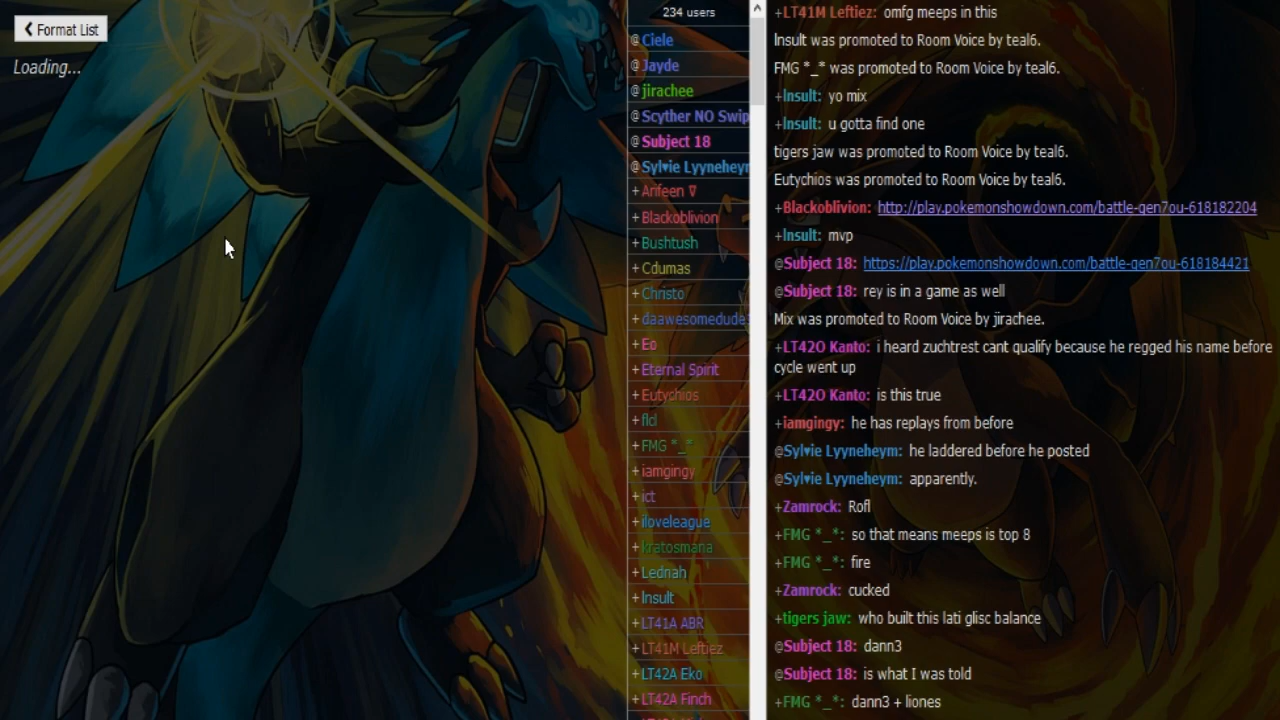 Format List
Loading...
234 users
@Ciele
@Jayde
@jirachee
@Scyther NO Swip
@Subject 18
@Sylvie Lyyneheyr
+Arifeen ∇
+Blackoblivion
+Bushtush
+Cdumas
+Christo
+daawesomedude
+Eo
+Eternal Spirit
+Eutychios
+flcl
+FMG *_*
+iamgingy
+ict
+iloveleague
+kratosmana
+Lednah
+lnsult
+LT41A ABR
+LT41M Leftiez
+LT42A Eko
+LT42A Finch
+LT41M Leftiez: omfg meeps in this
lnsult was promoted to Room Voice by teal6.
FMG *_* was promoted to Room Voice by teal6.
+lnsult: yo mix
+lnsult: u gotta find one
tigers jaw was promoted to Room Voice by teal6.
Eutychios was promoted to Room Voice by teal6.
+Blackoblivion: http://play.pokemonshowdown.com/battle-gen7ou-618182204
+lnsult: mvp
@Subject 18: https://play.pokemonshowdown.com/battle-gen7ou-618184421
@Subject 18: rey is in a game as well
Mix was promoted to Room Voice by jirachee.
+LT42O Kanto: i heard zuchtrest cant qualify because he regged his name before
cycle went up
+LT42O Kanto: is this true
+iamgingy: he has replays from before
@Sylvie Lyyneheym: he laddered before he posted
@Sylvie Lyyneheym: apparently.
+Zamrock: Rofl
+FMG *_*: so that means meeps is top 8
+FMG *_*: fire
+Zamrock: cucked
+tigers jaw: who built this lati glisc balance
@Subject 18: dann3
@Subject 18: is what I was told
+FMG *_*: dann3 + liones